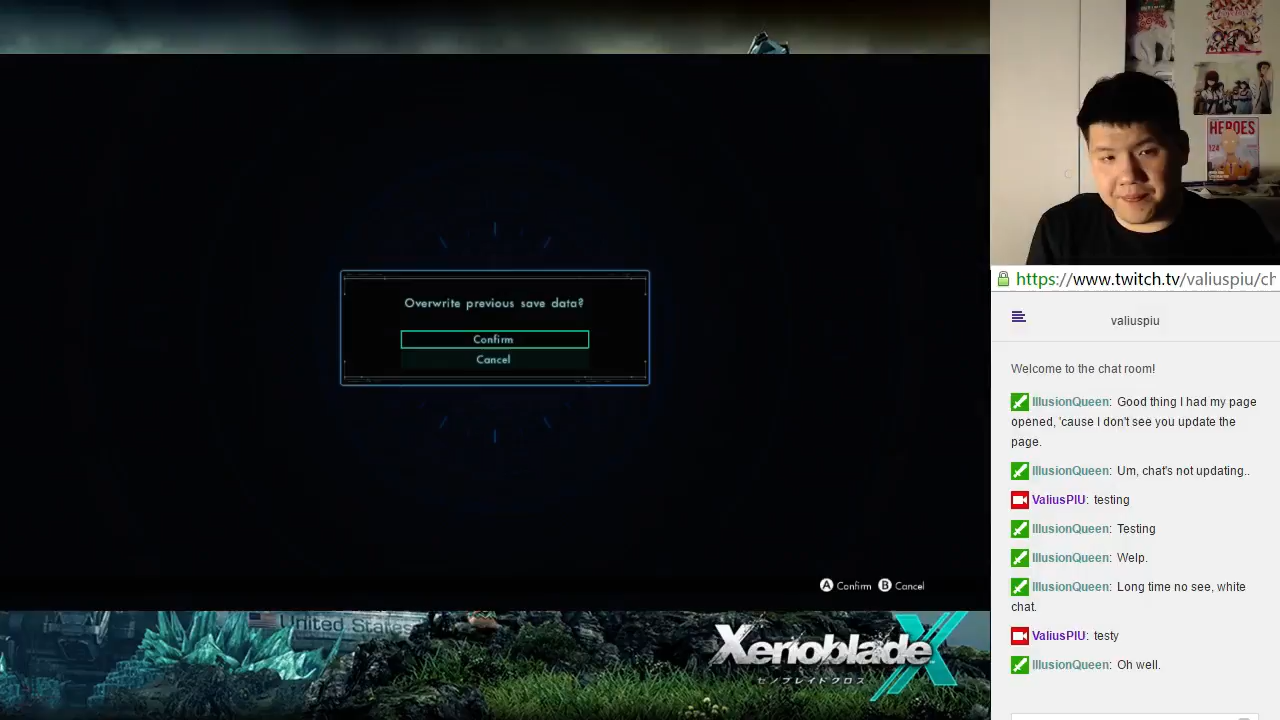 Overwrite previous save data?
Confirm
Cancel
A Confirm B Cancel
United States
XenobladeX
ゼノブレイドクロス
HEROES
124
https://www.twitch.tv/valiuspiu/ch
valiuspiu
Welcome to the chat room!
IllusionQueen: Good thing I had my page
opened, 'cause I don't see you update the
page.
IllusionQueen: Um, chat's not updating..
ValiusPIU: testing
IllusionQueen: Testing
IllusionQueen: Welp.
IllusionQueen: Long time no see, white
chat.
ValiusPIU: testy
IllusionQueen: Oh well.